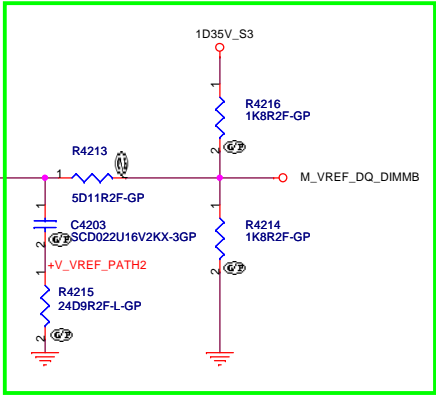 1D35V_S3
1
R4216
1K8R2F-GP
2
R4213
1
5D11R2F-GP
M_VREF_DQ_DIMMB
1
C4203
SCD022U16V2KX-3GP
2
1
R4214
1K8R2F-GP
2
+V_VREF_PATH2
1
R4215
24D9R2F-L-GP
2